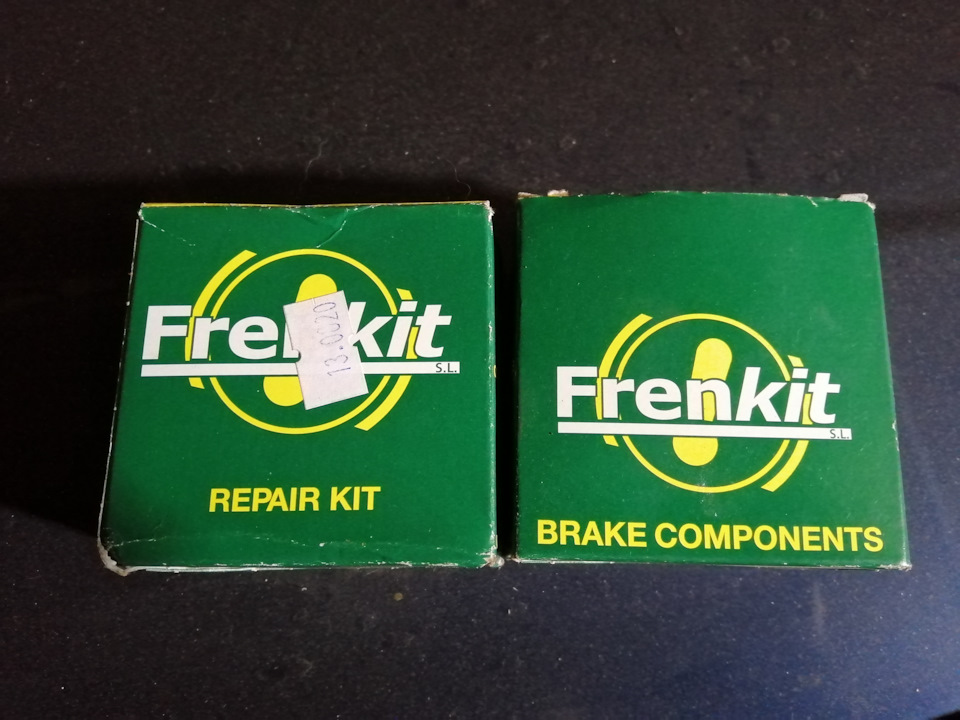 Frenkit
S.L.
13.0020
REPAIR KIT
Frenkit
S.L.
BRAKE COMPONENTS